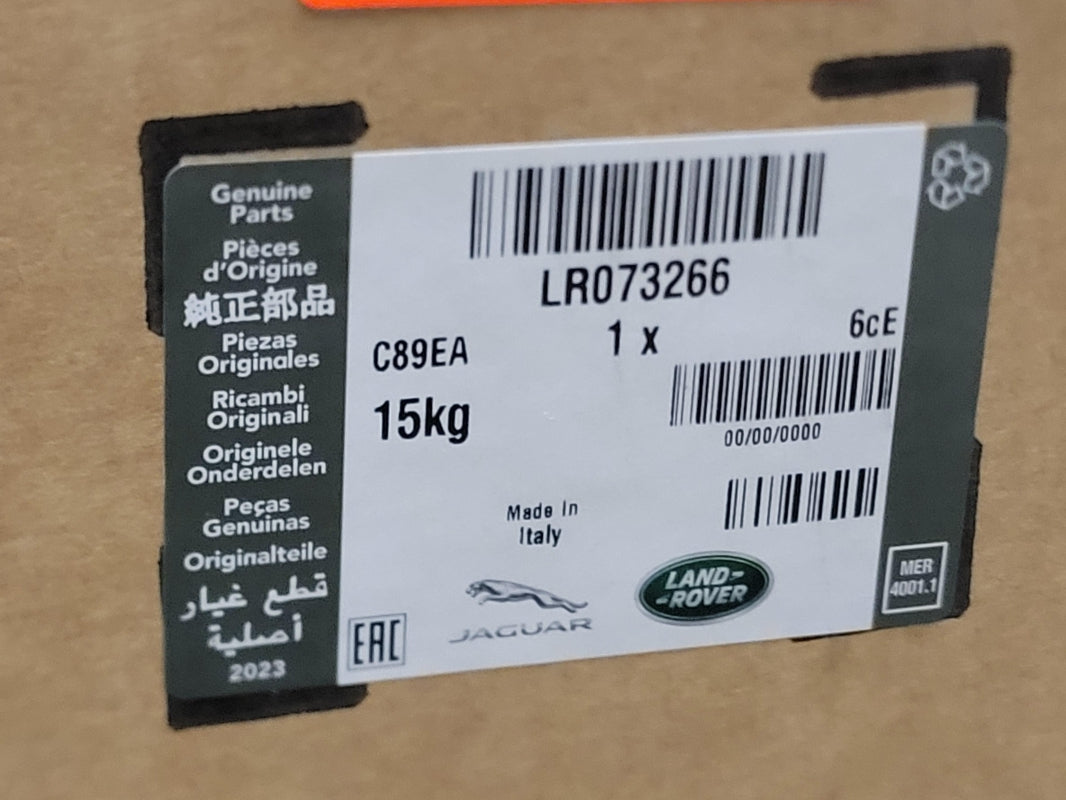 Genuine
Parts
Pièces
d'Origine
純正部品
Piezas
Originales
Ricambi
Originali
Originele
Onderdelen
Peças
Genuinas
Originalteile
قطع غيار
أصلية
2023
LR073266
1 x
6cE
C89EA
15kg
00/00/0000
Made In
Italy
EAC
JAGUAR
LAND-
-ROVER
MER
4001.1